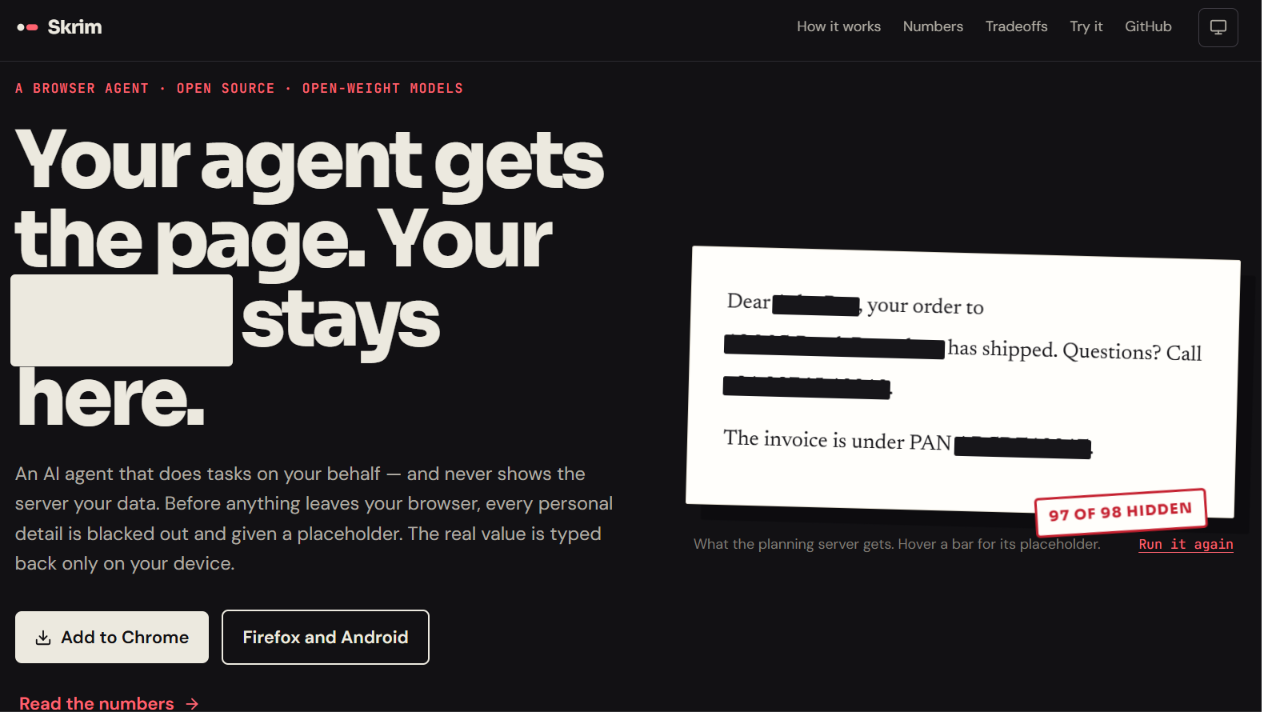 Skrim
How it works
Numbers
Tradeoffs
Try it
GitHub
A BROWSER AGENT · OPEN SOURCE · OPEN-WEIGHT MODELS
Your agent gets
the page. Your
stays
here.
An AI agent that does tasks on your behalf — and never shows the
server your data. Before anything leaves your browser, every personal
detail is blacked out and given a placeholder. The real value is typed
back only on your device.
Add to Chrome
Firefox and Android
Read the numbers →
Dear , your order to
has shipped. Questions? Call
.
The invoice is under PAN .
97 OF 98 HIDDEN
What the planning server gets. Hover a bar for its placeholder.
Run it again